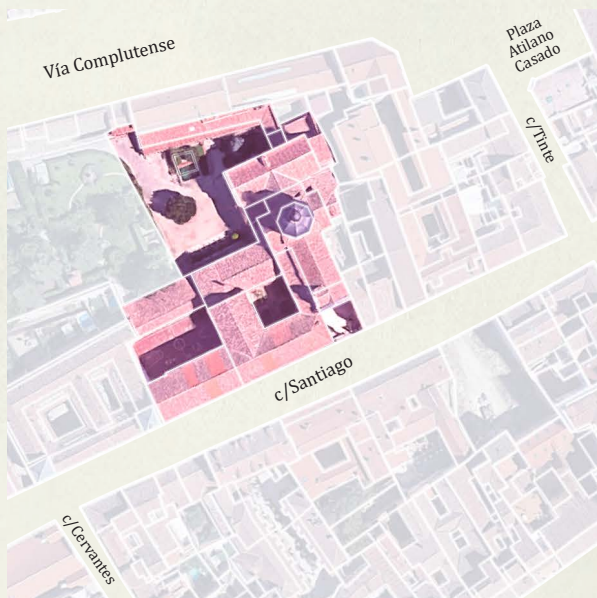 Vía Complutense
Plaza
Atilano
Casado
c/Tinte
c/Santiago
c/Cervantes